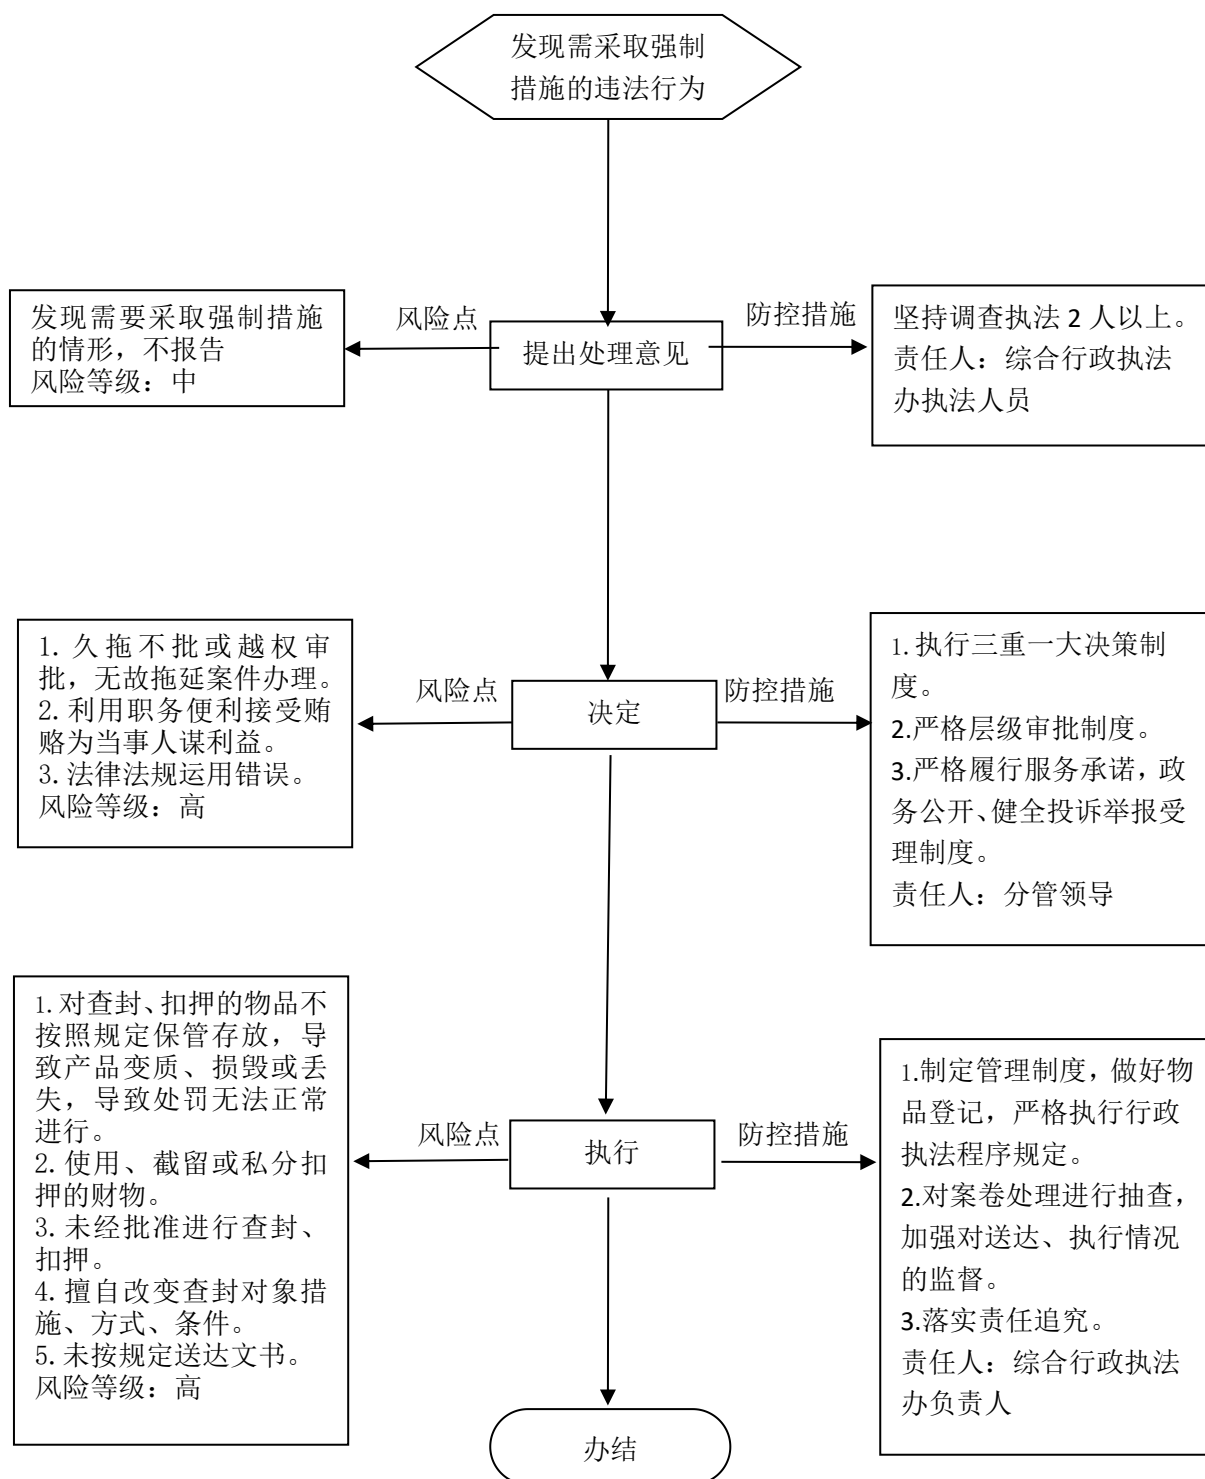 发现需采取强制
措施的违法行为
发现需要采取强制措施
的情形，不报告
风险等级：中
风险点
提出处理意见
防控措施
坚持调查执法 2 人以上。
责任人：综合行政执法
办执法人员
1. 久拖不批或越权审
批，无故拖延案件办理。
2.利用职务便利接受贿
赂为当事人谋利益。
3.法律法规运用错误。
风险等级：高
风险点
决定
防控措施
1.执行三重一大决策制
度。
2.严格层级审批制度。
3.严格履行服务承诺，政
务公开、健全投诉举报受
理制度。
责任人：分管领导
1.对查封、扣押的物品不
按照规定保管存放，导
致产品变质、损毁或丢
失，导致处罚无法正常
进行。
2.使用、截留或私分扣
押的财物。
3.未经批准进行查封、
扣押。
4.擅自改变查封对象措
施、方式、条件。
5.未按规定送达文书。
风险等级：高
风险点
执行
防控措施
1.制定管理制度，做好物
品登记，严格执行行政
执法程序规定。
2.对案卷处理进行抽查，
加强对送达、执行情况
的监督。
3.落实责任追究。
责任人：综合行政执法
办负责人
办结